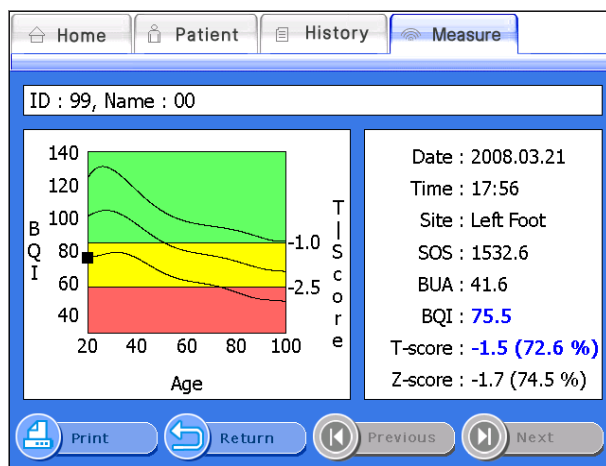 Home Patient History Measure
ID : 99, Name : 00
140
120
100
80
60
40
BQI
20 40 60 80 100
Age
-1.0
-2.5
T-Score
Date : 2008.03.21
Time : 17:56
Site : Left Foot
SOS : 1532.6
BUA : 41.6
BQI : 75.5
T-score : -1.5 (72.6 %)
Z-score : -1.7 (74.5 %)
Print Return Previous Next